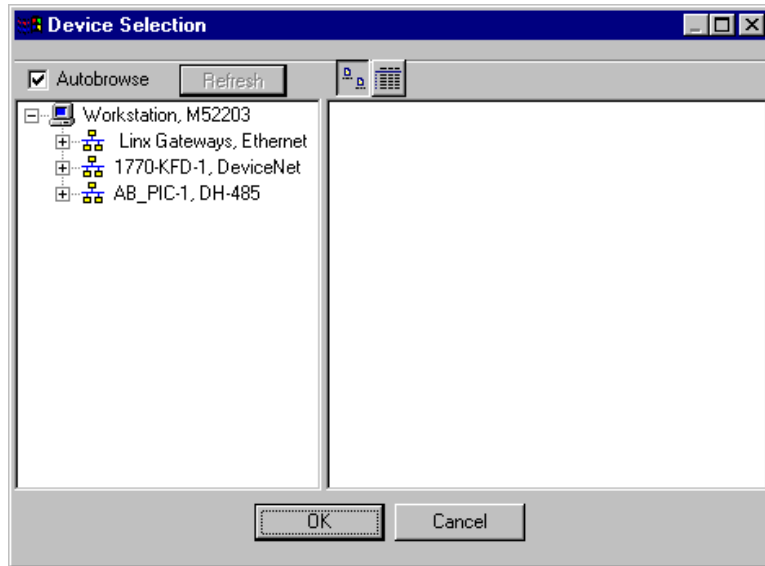 Device Selection
Autobrowse Refresh
Workstation, M52203
Linx Gateways, Ethernet
1770-KFD-1, DeviceNet
AB_PIC-1, DH-485
OK Cancel